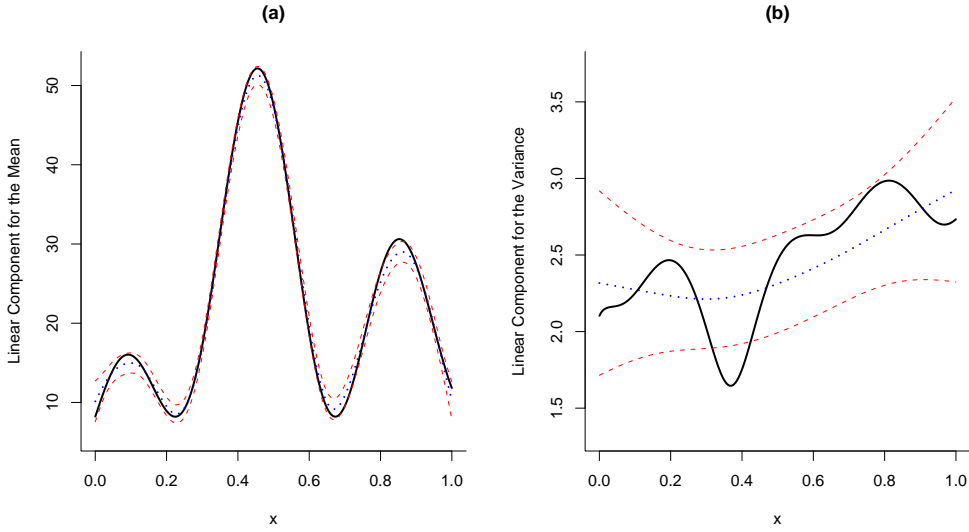 (a)
Linear Component for the Mean
50
40
30
20
10
0.0 0.2 0.4 0.6 0.8 1.0
x
(b)
Linear Component for the Variance
3.5
3.0
2.5
2.0
1.5
0.0 0.2 0.4 0.6 0.8 1.0
x